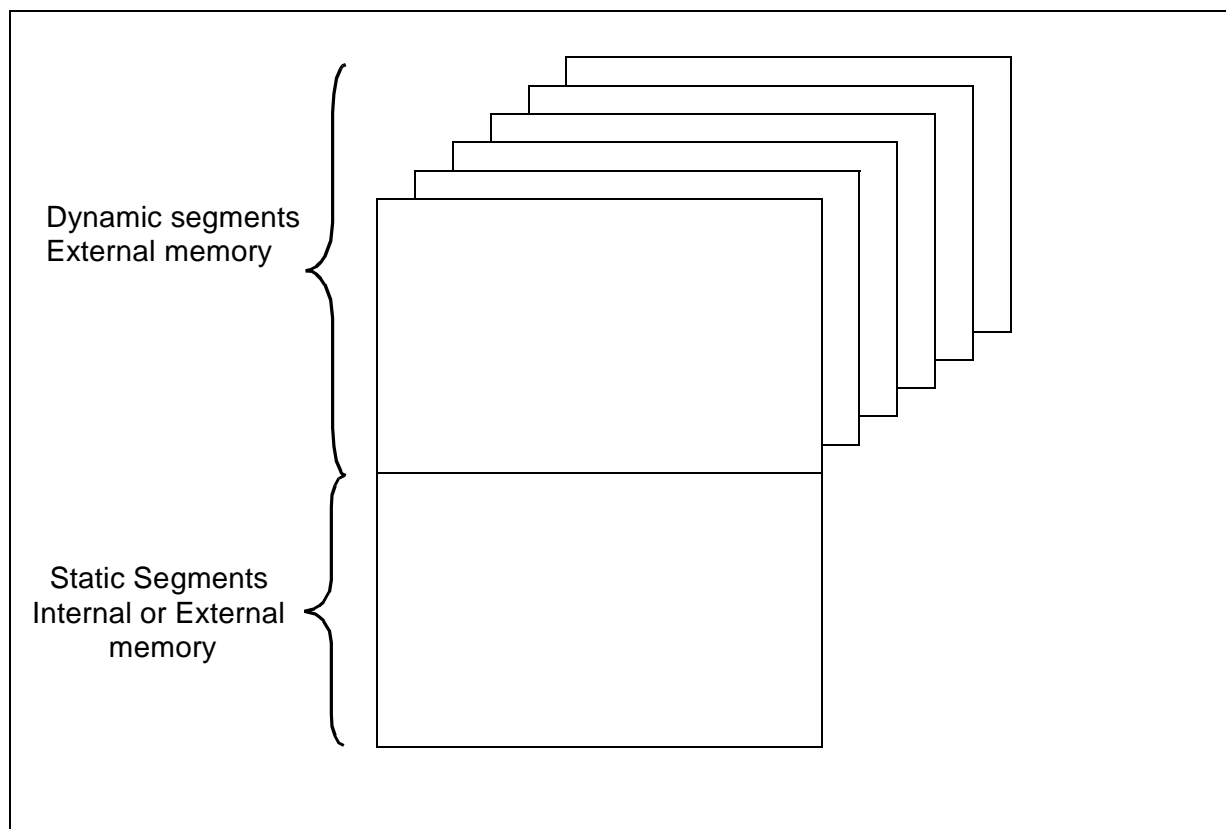 Dynamic segments
External memory
Static Segments
Internal or External
memory